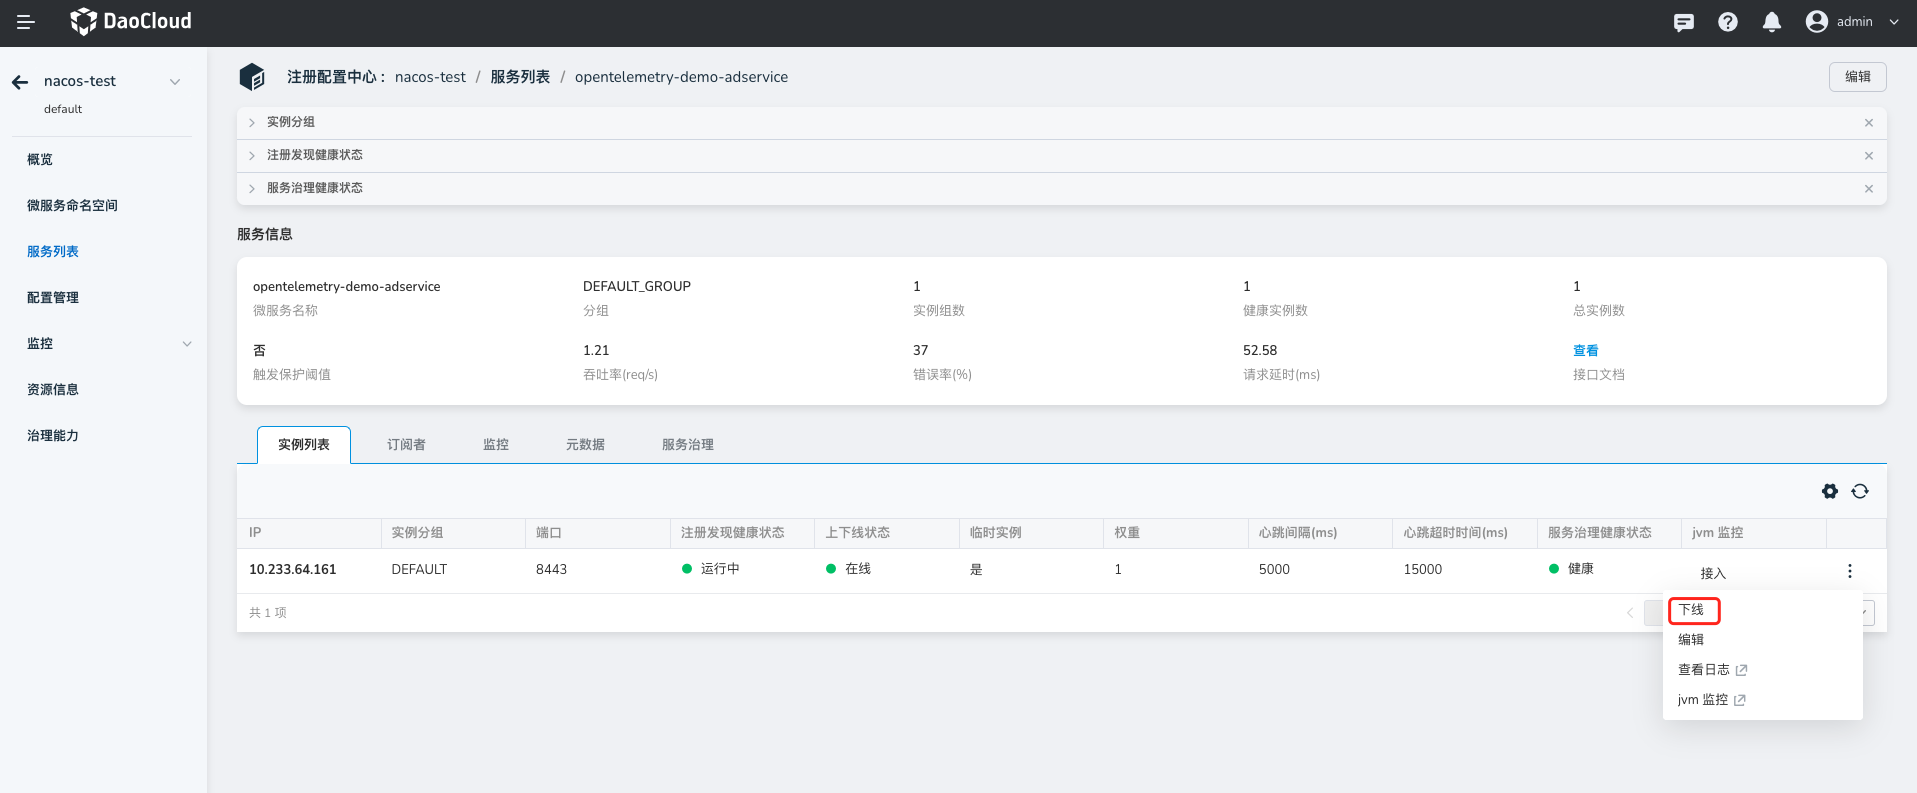 DaoCloud
admin
nacos-test
default
概览
微服务命名空间
服务列表
配置管理
监控
资源信息
治理能力
注册配置中心： nacos-test / 服务列表 / opentelemetry-demo-adservice
编辑
实例分组
注册发现健康状态
服务治理健康状态
服务信息
opentelemetry-demo-adservice DEFAULT_GROUP 1 1 1
微服务名称 分组 实例组数 健康实例数 总实例数
否 1.21 37 52.58 查看
触发保护阈值 吞吐率(req/s) 错误率(%) 请求延时(ms) 接口文档
实例列表 订阅者 监控 元数据 服务治理
IP 实例分组 端口 注册发现健康状态 上下线状态 临时实例 权重 心跳间隔(ms) 心跳超时时间(ms) 服务治理健康状态 jvm 监控
10.233.64.161 DEFAULT 8443 运行中 在线 是 1 5000 15000 健康 接入
共 1 项
下线
编辑
查看日志
jvm 监控